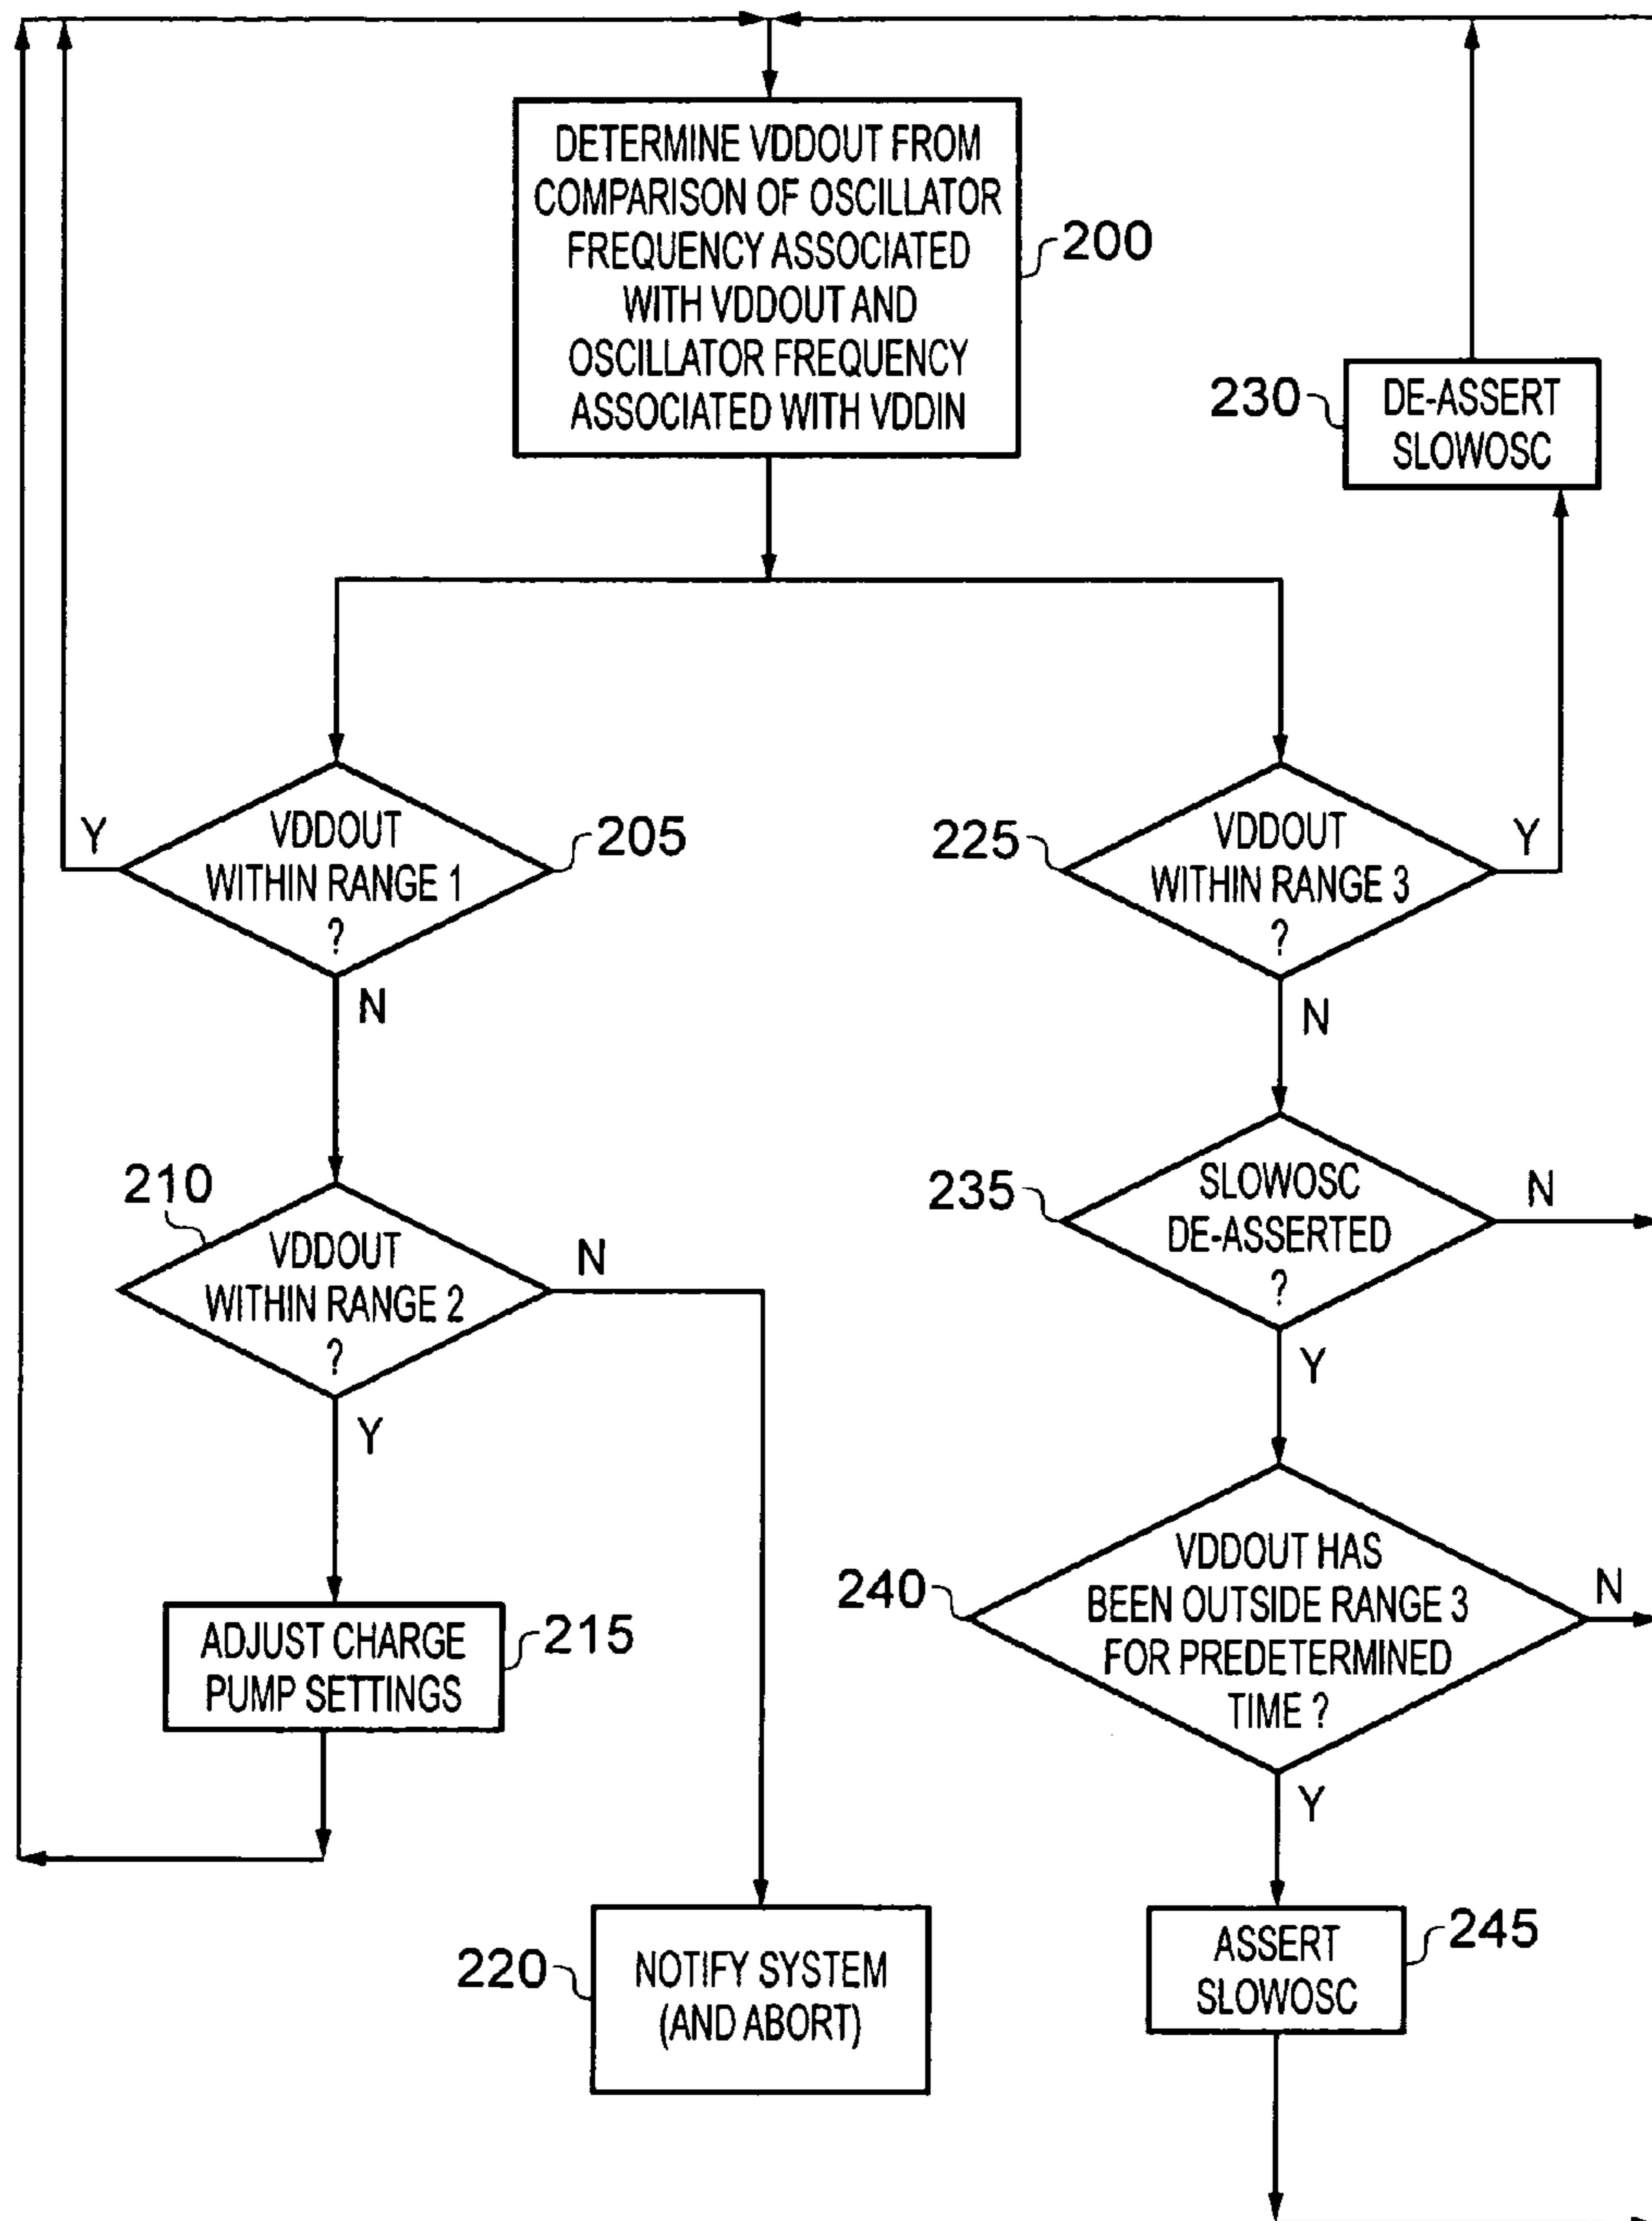 DETERMINE VDDOUT FROM
COMPARISON OF OSCILLATOR
FREQUENCY ASSOCIATED
WITH VDDOUT AND
OSCILLATOR FREQUENCY
ASSOCIATED WITH VDDIN
200
230
DE-ASSERT
SLOWOSC
Y
VDDOUT
WITHIN RANGE 1
?
205
N
225
VDDOUT
WITHIN RANGE 3
?
Y
N
210
VDDOUT
WITHIN RANGE 2
?
N
Y
235
SLOWOSC
DE-ASSERTED
?
N
Y
ADJUST CHARGE
PUMP SETTINGS
215
240
VDDOUT HAS
BEEN OUTSIDE RANGE 3
FOR PREDETERMINED
TIME ?
N
Y
220
NOTIFY SYSTEM
(AND ABORT)
ASSERT
SLOWOSC
245